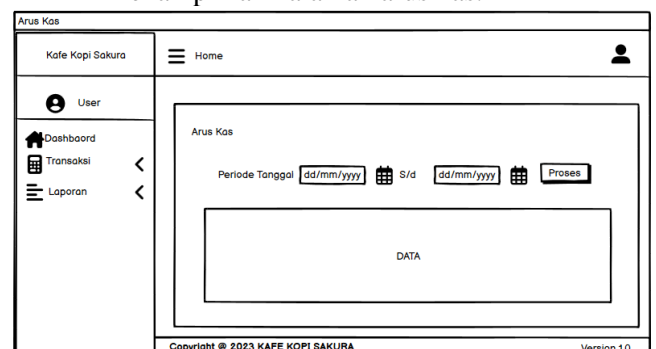 Arus Kas
Kafe Kopi Sakura
Home
User
Dashbaord
Transaksi
Laporan
Arus Kas
Periode Tanggal dd/mm/yyyy S/d dd/mm/yyyy Proses
DATA
Copyright @ 2023 KAFE KOPI SAKURA Version 1.0